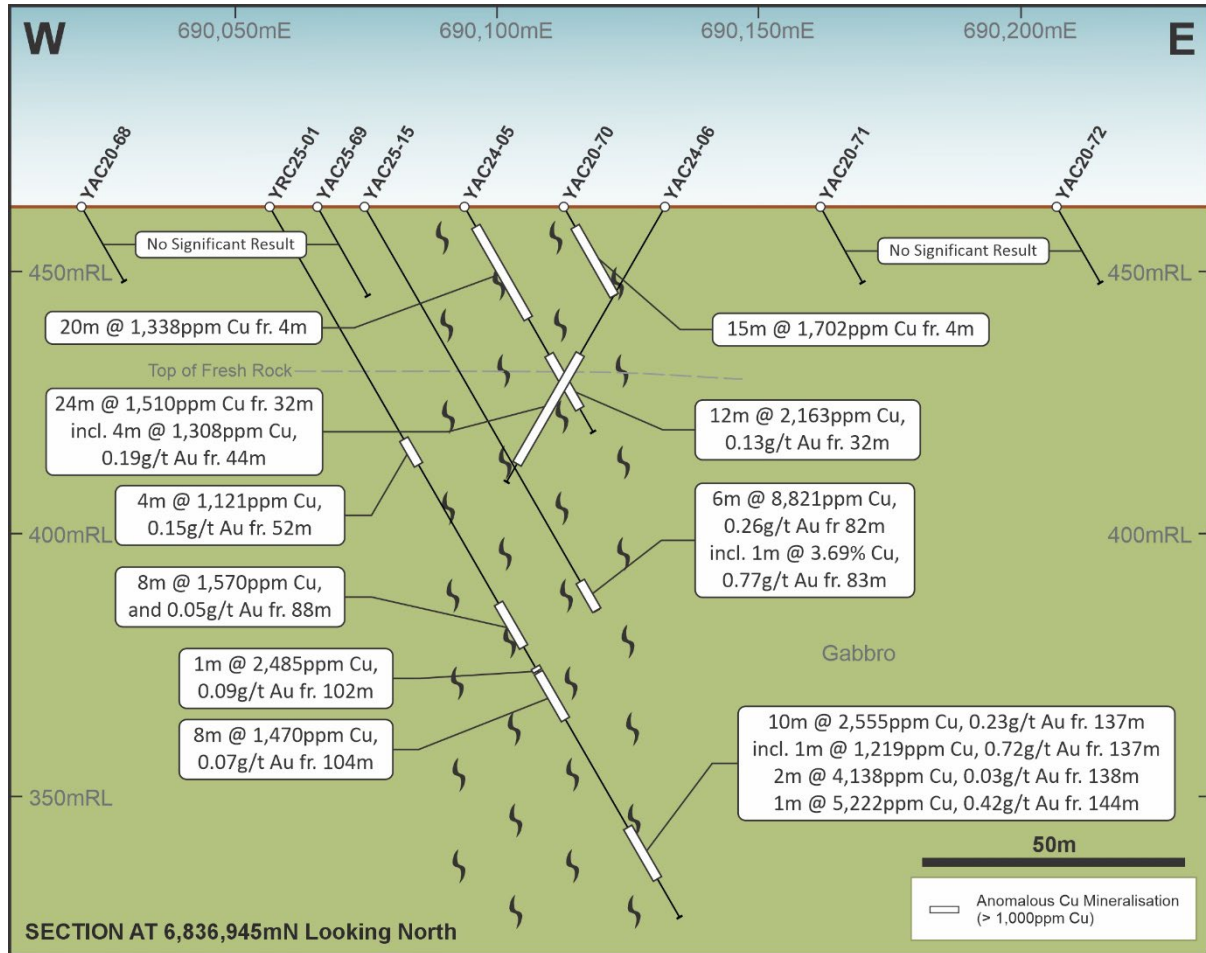 W
690,050mE
690,100mE
690,150mE
690,200mE
E
YAC20-68
YRC25-01
YAC25-69
YAC25-15
YAC24-05
YAC20-70
YAC24-06
YAC20-71
YAC20-72
No Significant Result
No Significant Result
450mRL
450mRL
20m @ 1,338ppm Cu fr. 4m
15m @ 1,702ppm Cu fr. 4m
Top of Fresh Rock
24m @ 1,510ppm Cu fr. 32m
incl. 4m @ 1,308ppm Cu,
0.19g/t Au fr. 44m
12m @ 2,163ppm Cu,
0.13g/t Au fr. 32m
4m @ 1,121ppm Cu,
0.15g/t Au fr. 52m
6m @ 8,821ppm Cu,
0.26g/t Au fr 82m
incl. 1m @ 3.69% Cu,
0.77g/t Au fr. 83m
400mRL
400mRL
8m @ 1,570ppm Cu,
and 0.05g/t Au fr. 88m
Gabbro
1m @ 2,485ppm Cu,
0.09g/t Au fr. 102m
8m @ 1,470ppm Cu,
0.07g/t Au fr. 104m
10m @ 2,555ppm Cu, 0.23g/t Au fr. 137m
incl. 1m @ 1,219ppm Cu, 0.72g/t Au fr. 137m
2m @ 4,138ppm Cu, 0.03g/t Au fr. 138m
1m @ 5,222ppm Cu, 0.42g/t Au fr. 144m
350mRL
50m
Anomalous Cu Mineralisation
(> 1,000ppm Cu)
SECTION AT 6,836,945mN Looking North